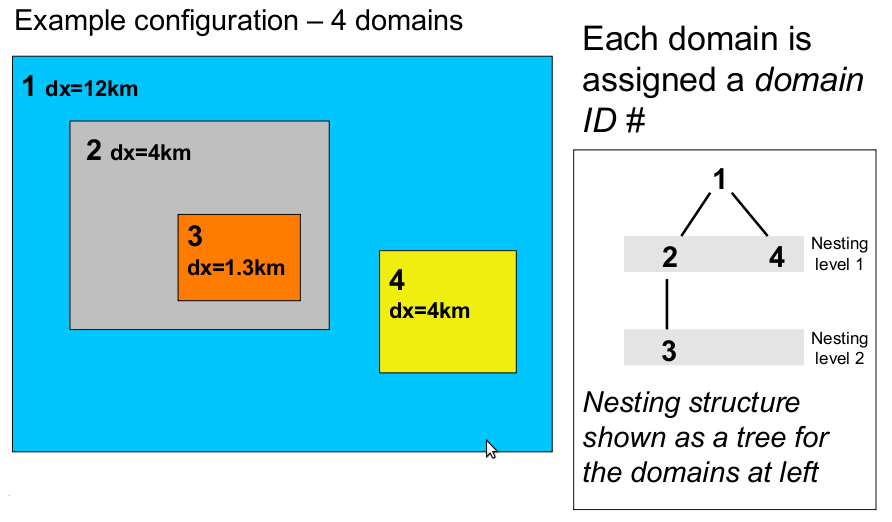 Example configuration – 4 domains
1 dx=12km
2 dx=4km
3
dx=1.3km
4
dx=4km
Each domain is
assigned a domain
ID #
1
2
4
Nesting
level 1
3
Nesting
level 2
Nesting structure
shown as a tree for
the domains at left